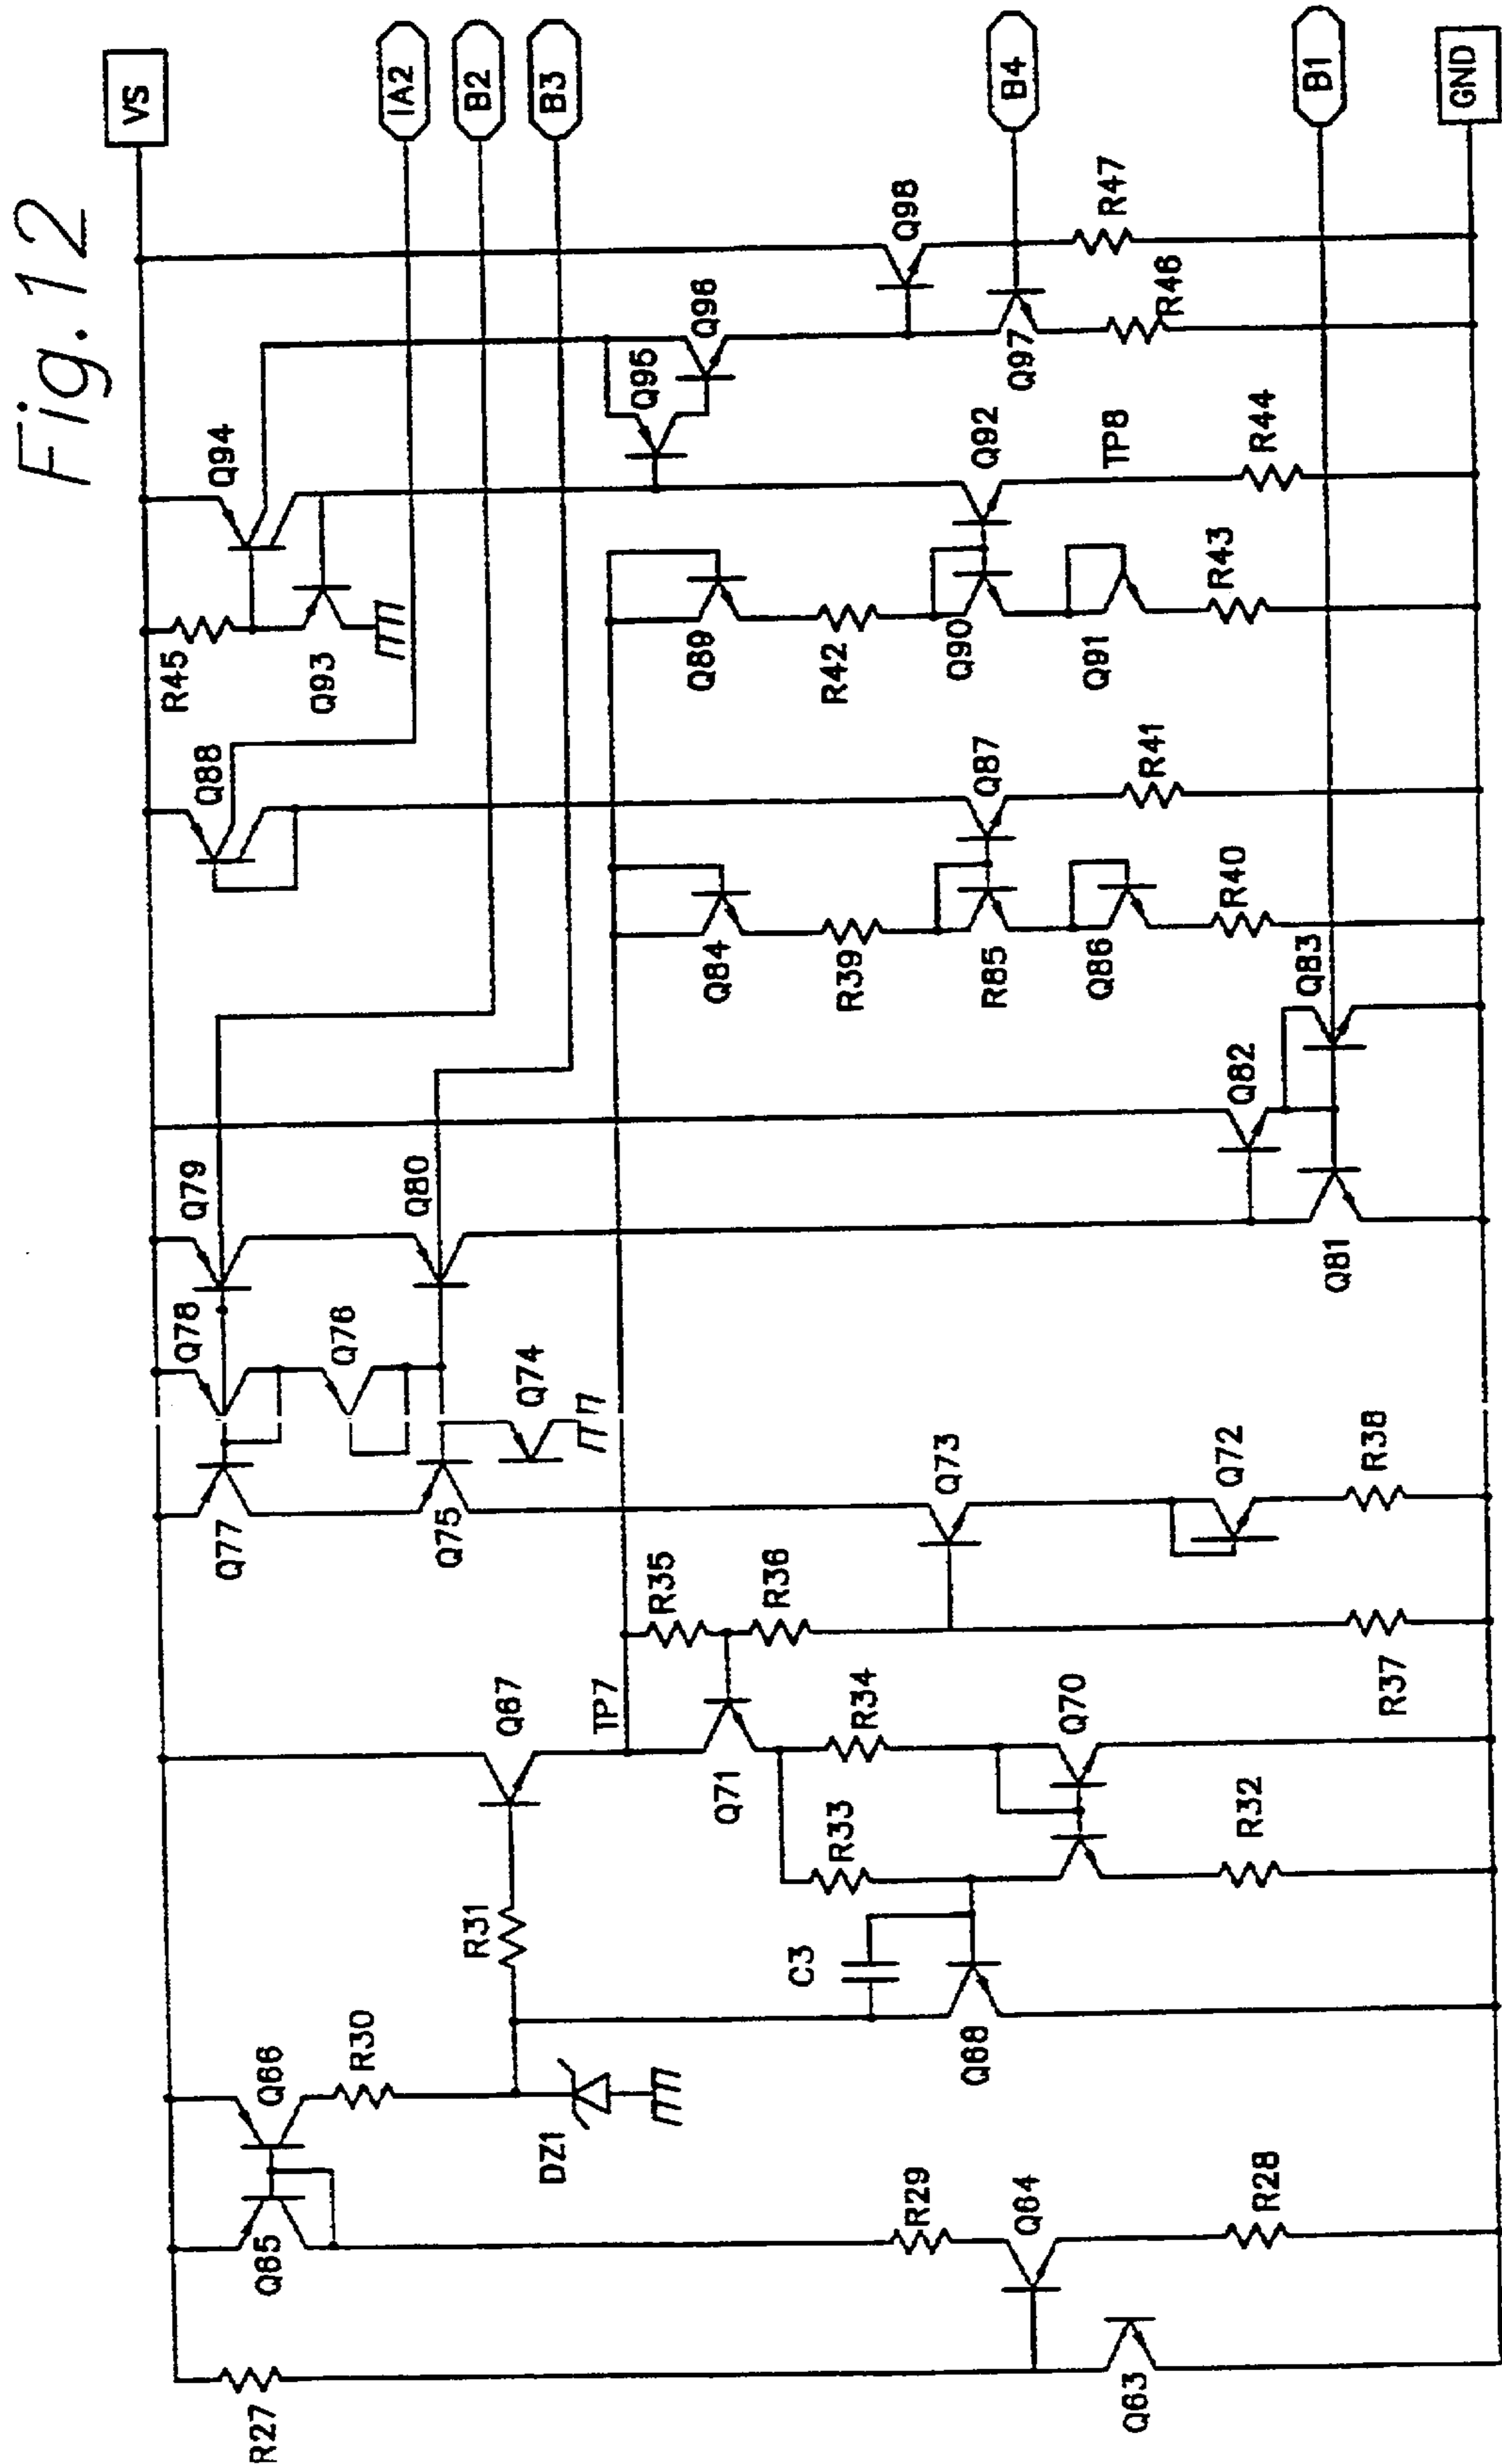 Fig.12
VS
IA2
B2
B3
B4
B1
GND
R27
Q63
Q65
Q66
R30
R29
Q64
R28
DZ1
R31
C3
Q68
Q67
TP7
Q71
R33
R34
Q70
R32
R35
R36
R37
Q77
Q75
Q73
Q72
R38
Q78
Q76
Q74
Q79
Q80
Q82
Q81
Q83
Q84
R39
R85
Q86
R40
Q88
Q87
R41
R45
Q93
Q94
Q89
R42
Q90
Q91
R43
Q92
TP8
R44
Q95
Q96
Q98
Q97
R46
R47